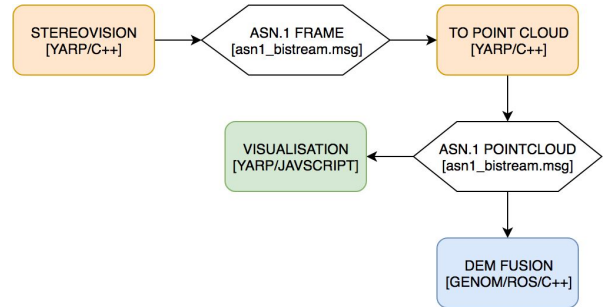 STEREOVISION
[YARP/C++]
ASN.1 FRAME
[asn1_bistream.msg]
TO POINT CLOUD
[YARP/C++]
VISUALISATION
[YARP/JAVSCRIPT]
ASN.1 POINTCLOUD
[asn1_bistream.msg]
DEM FUSION
[GENOM/ROS/C++]